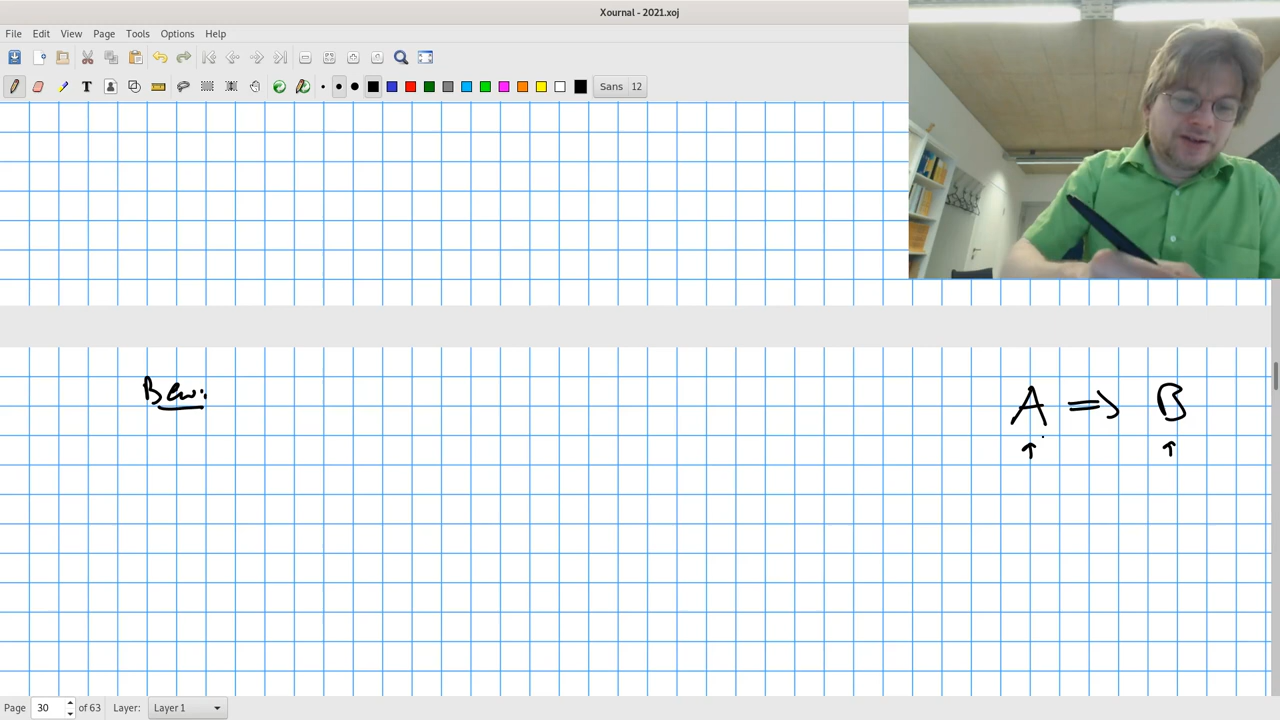 Xournal - 2021.xoj
File Edit View Page Tools Options Help
T Sans 12
Bew:
A => B
↑ ↑
Page 30 of 63 Layer: Layer 1